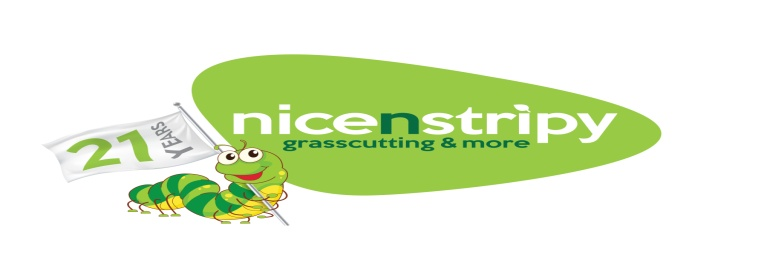 nicenstripy
grasscutting & more
21
YEARS